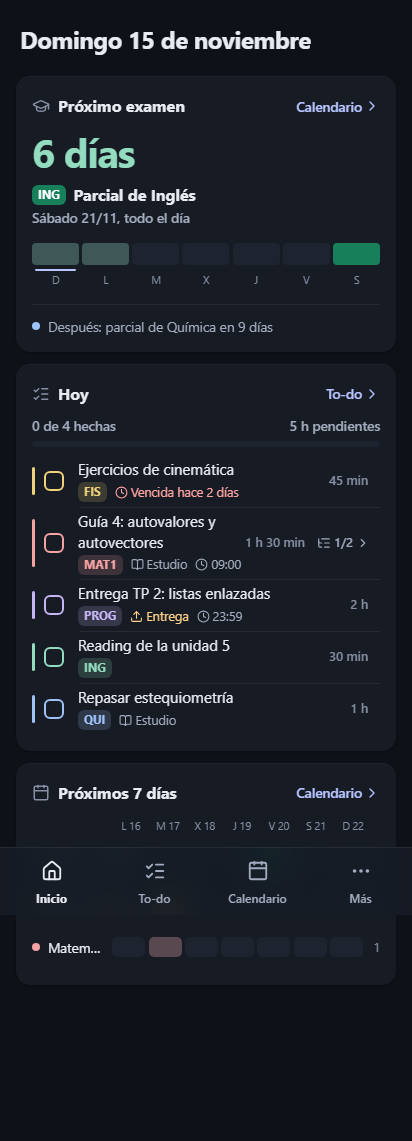 Domingo 15 de noviembre
Próximo examen
Calendario
6 días
ING Parcial de Inglés
Sábado 21/11, todo el día
D L M X J V S
Después: parcial de Química en 9 días
Hoy
To-do
0 de 4 hechas
5 h pendientes
Ejercicios de cinemática
FIS Vencida hace 2 días
45 min
Guía 4: autovalores y
autovectores
1 h 30 min 1/2
MAT1 Estudio 09:00
Entrega TP 2: listas enlazadas
PROG Entrega 23:59
2 h
Reading de la unidad 5
ING
30 min
Repasar estequiometría
QUI Estudio
1 h
Próximos 7 días
Calendario
L 16 M 17 X 18 J 19 V 20 S 21 D 22
Inicio To-do Calendario Más
Matem... 1